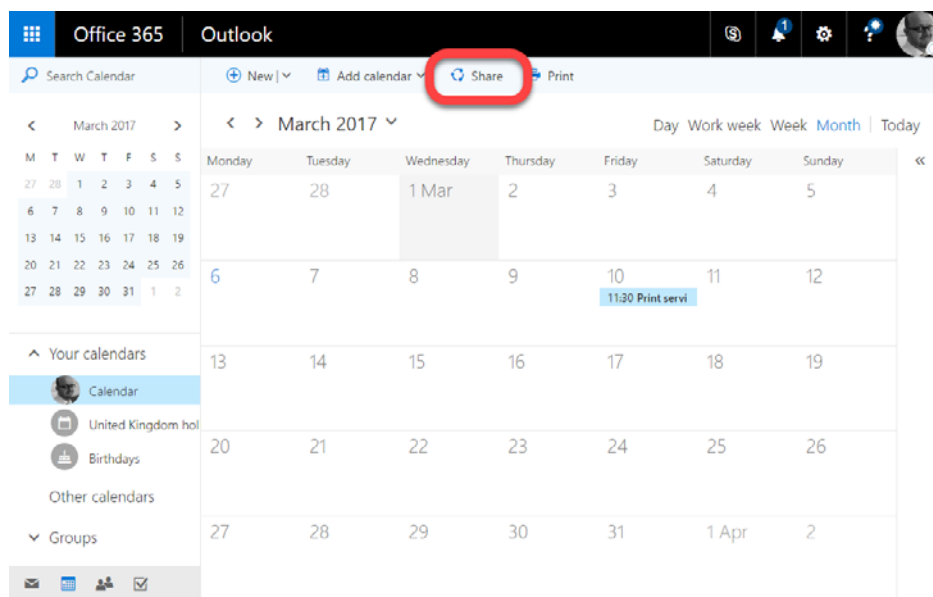 Office 365 Outlook 1
Search Calendar New Add calendar Share Print
March 2017
M T W T F S S
27 28 1 2 3 4 5
6 7 8 9 10 11 12
13 14 15 16 17 18 19
20 21 22 23 24 25 26
27 28 29 30 31 1 2
Your calendars
Calendar
United Kingdom hol
Birthdays
Other calendars
Groups
March 2017 Day Work week Week Month Today
Monday Tuesday Wednesday Thursday Friday Saturday Sunday
27 28 1 Mar 2 3 4 5
6 7 8 9 10 11 12
11:30 Print servi
13 14 15 16 17 18 19
20 21 22 23 24 25 26
27 28 29 30 31 1 Apr 2